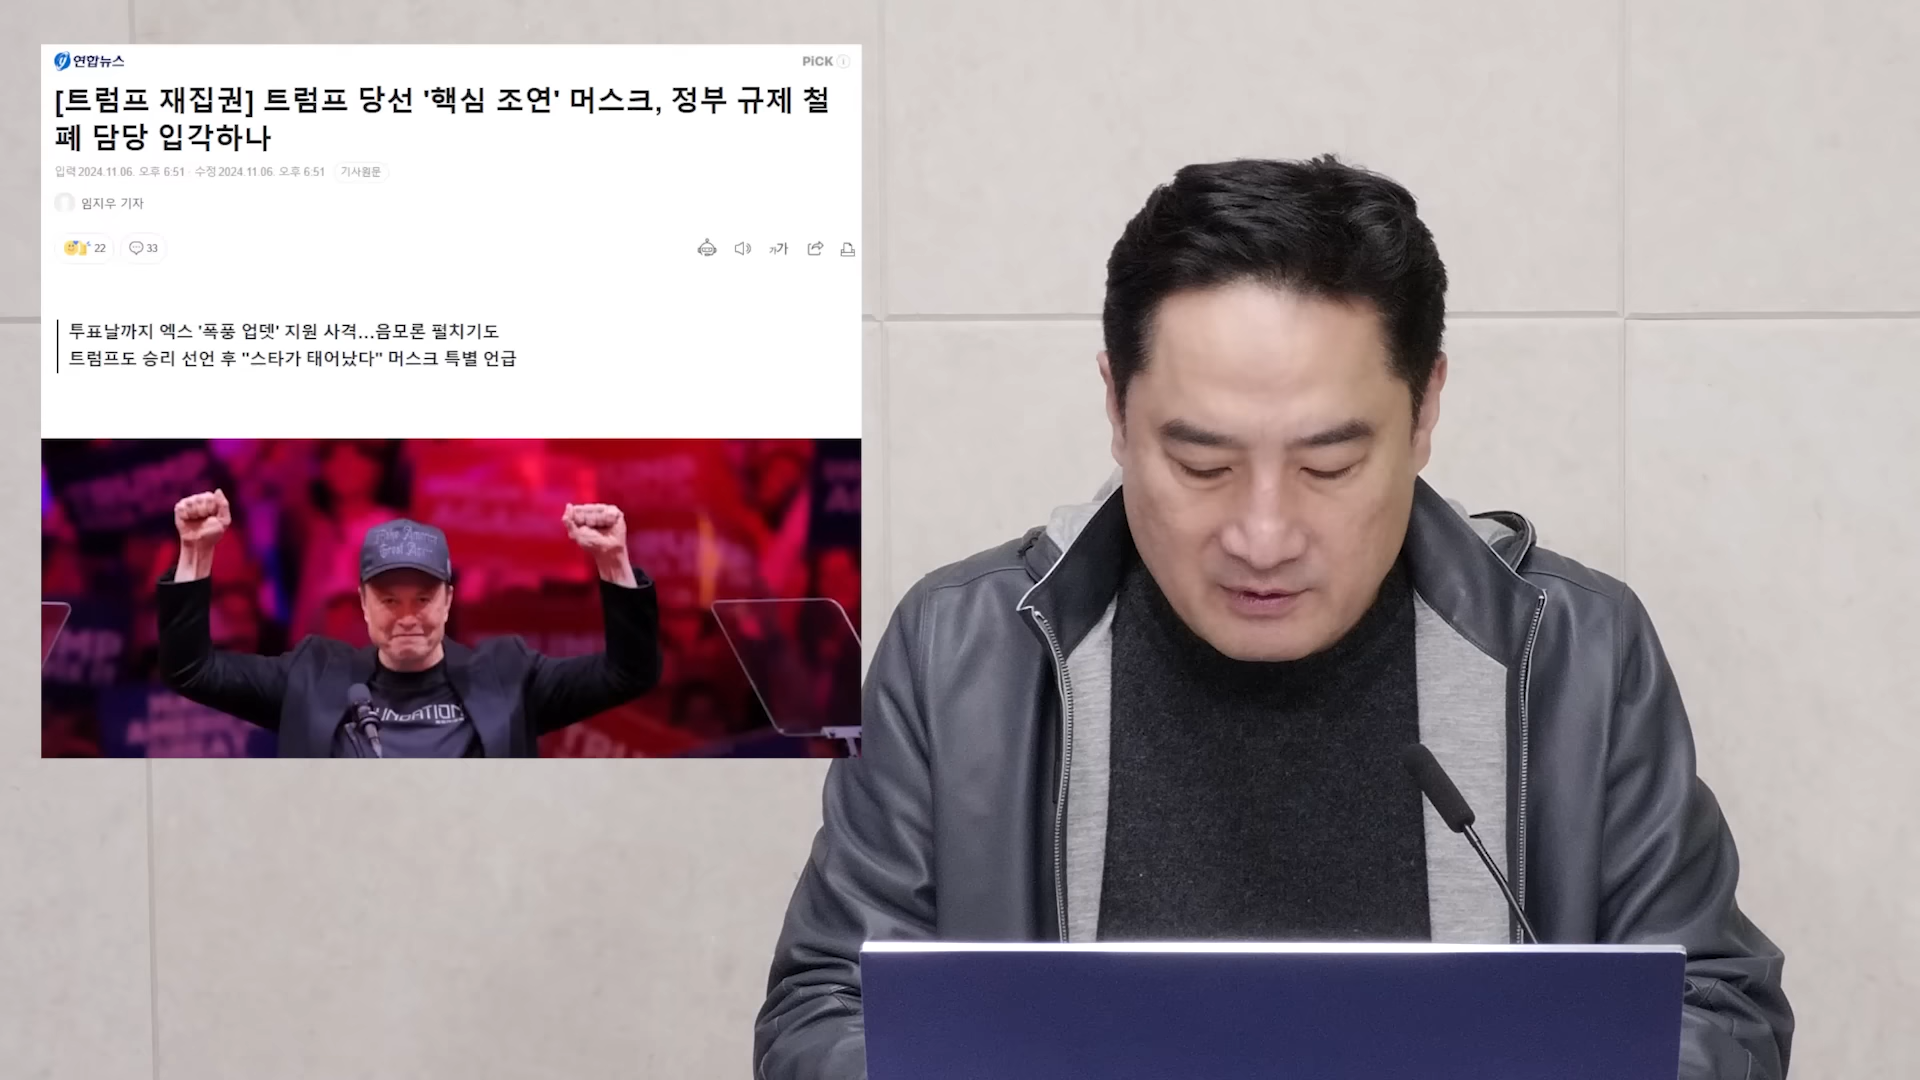 연합뉴스
PiCK
[트럼프 재집권] 트럼프 당선 '핵심 조연' 머스크, 정부 규제 철
폐 담당 입각하나
입력 2024.11.06. 오후 6:51 · 수정 2024.11.06. 오후 6:51 기사원문
임지우 기자
22 33
가가
투표날까지 엑스 '폭풍 업뎃' 지원 사격…음모론 펼치기도
트럼프도 승리 선언 후 "스타가 태어났다" 머스크 특별 언급
Great